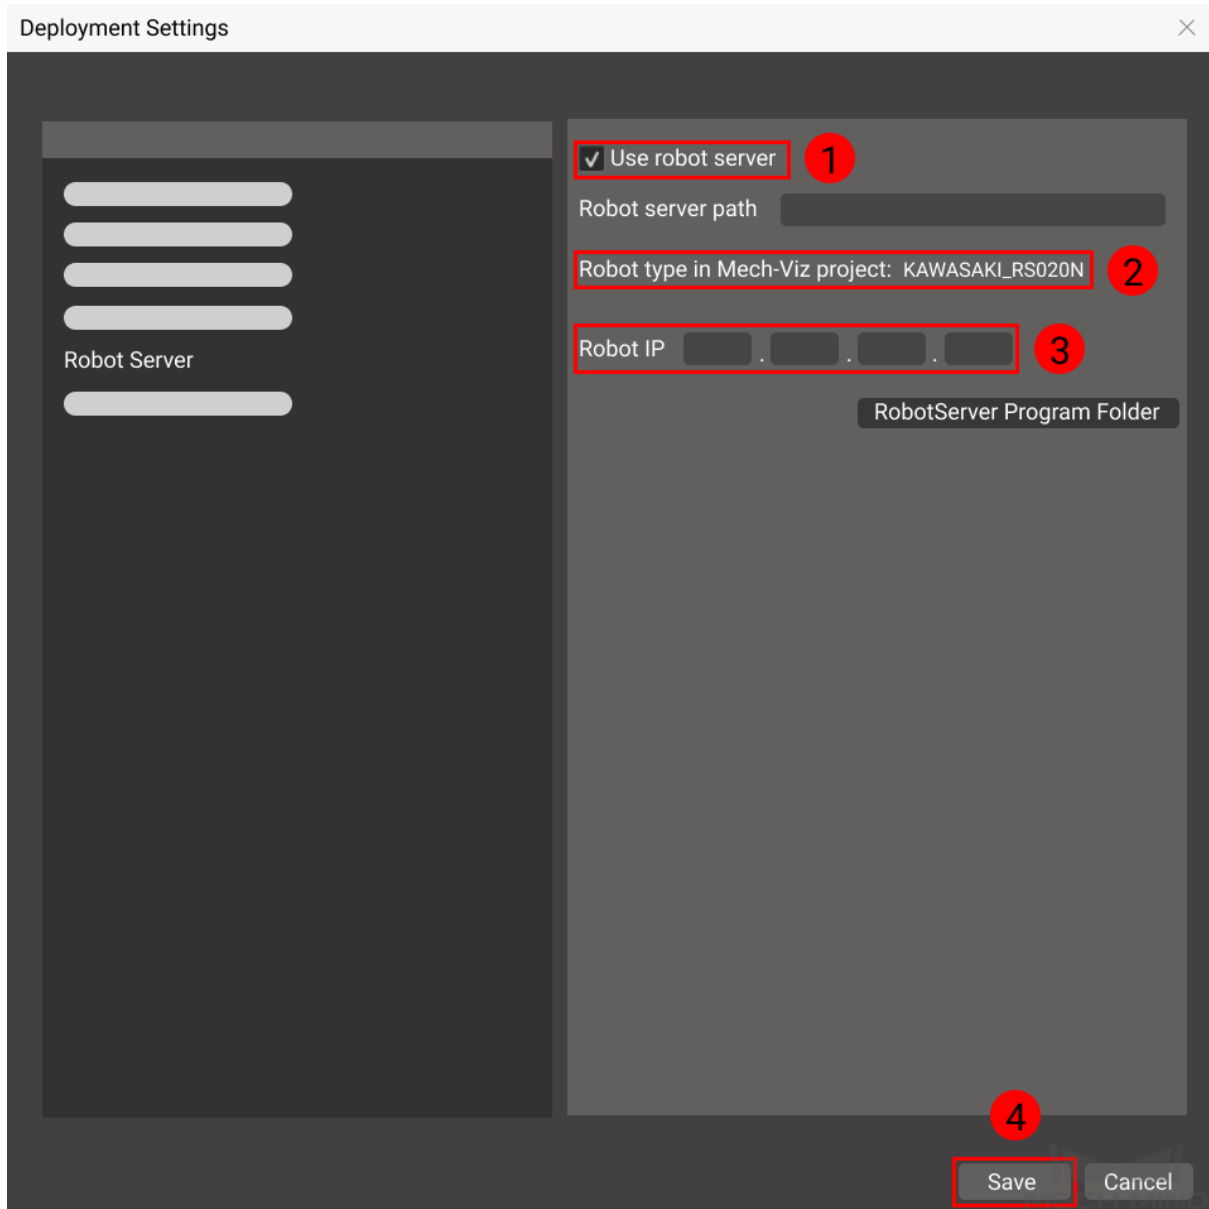 Deployment Settings
Robot Server
Use robot server
1
Robot server path
Robot type in Mech-Viz project: KAWASAKI_RS020N
2
Robot IP . . .
3
RobotServer Program Folder
4
Save
Cancel